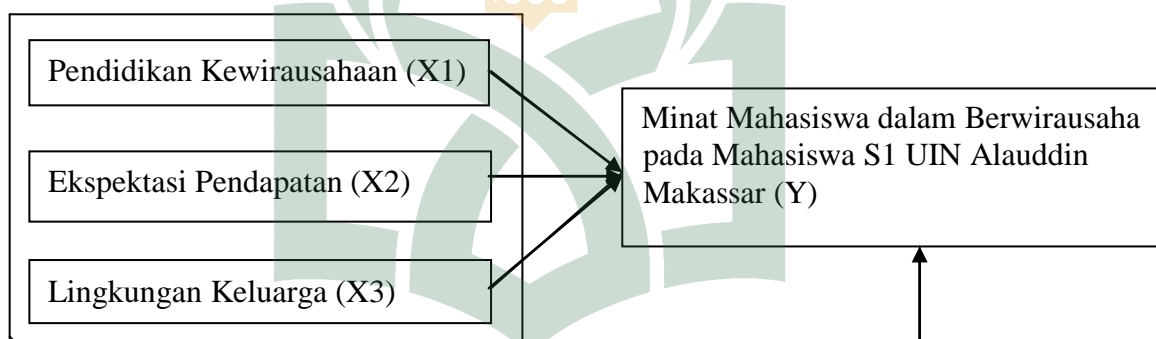 Pendidikan Kewirausahaan (X1)
Ekspektasi Pendapatan (X2)
Lingkungan Keluarga (X3)
Minat Mahasiswa dalam Berwirausaha
pada Mahasiswa S1 UIN Alauddin
Makassar (Y)